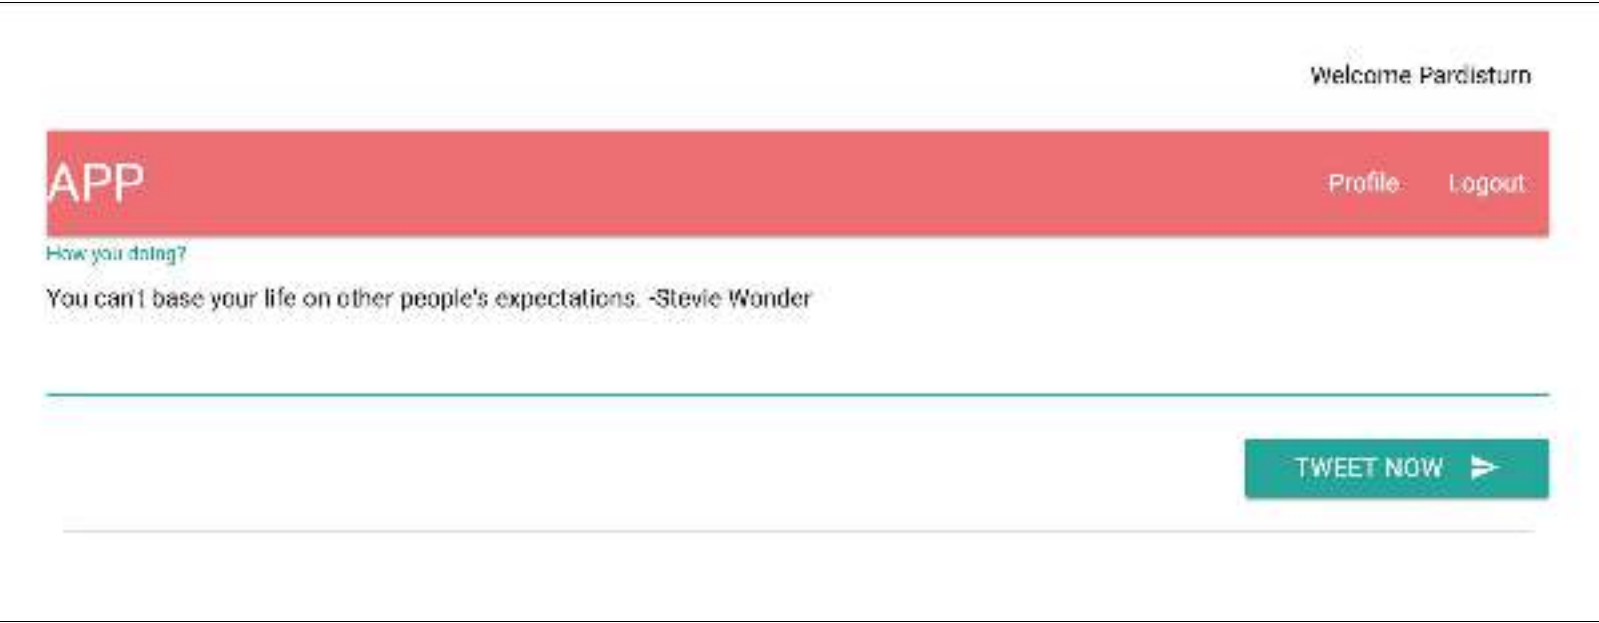 Welcome Pardisturn
APP
Profile Logout
How you doing?
You can't base your life on other people's expectations. -Stevie Wonder
TWEET NOW